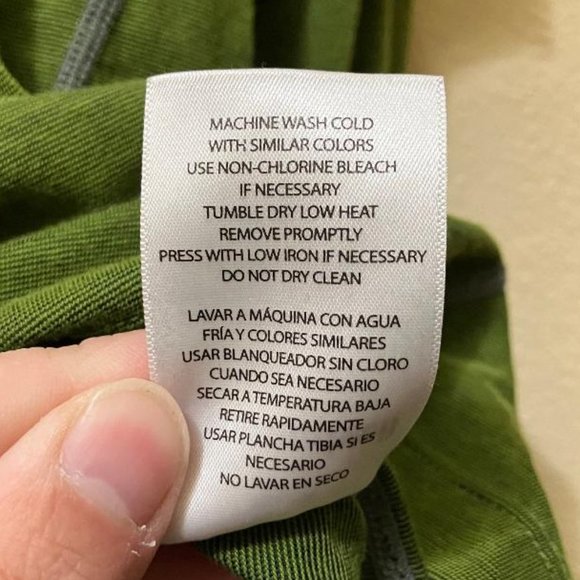 MACHINE WASH COLD
WITH SIMILAR COLORS
USE NON-CHLORINE BLEACH
IF NECESSARY
TUMBLE DRY LOW HEAT
REMOVE PROMPTLY
PRESS WITH LOW IRON IF NECESSARY
DO NOT DRY CLEAN
LAVAR A MÁQUINA CON AGUA
FRÍA Y COLORES SIMILARES
USAR BLANQUEADOR SIN CLORO
CUANDO SEA NECESARIO
SECAR A TEMPERATURA BAJA
RETIRE RAPIDAMENTE
USAR PLANCHA TIBIA SI ES
NECESARIO
NO LAVAR EN SECO